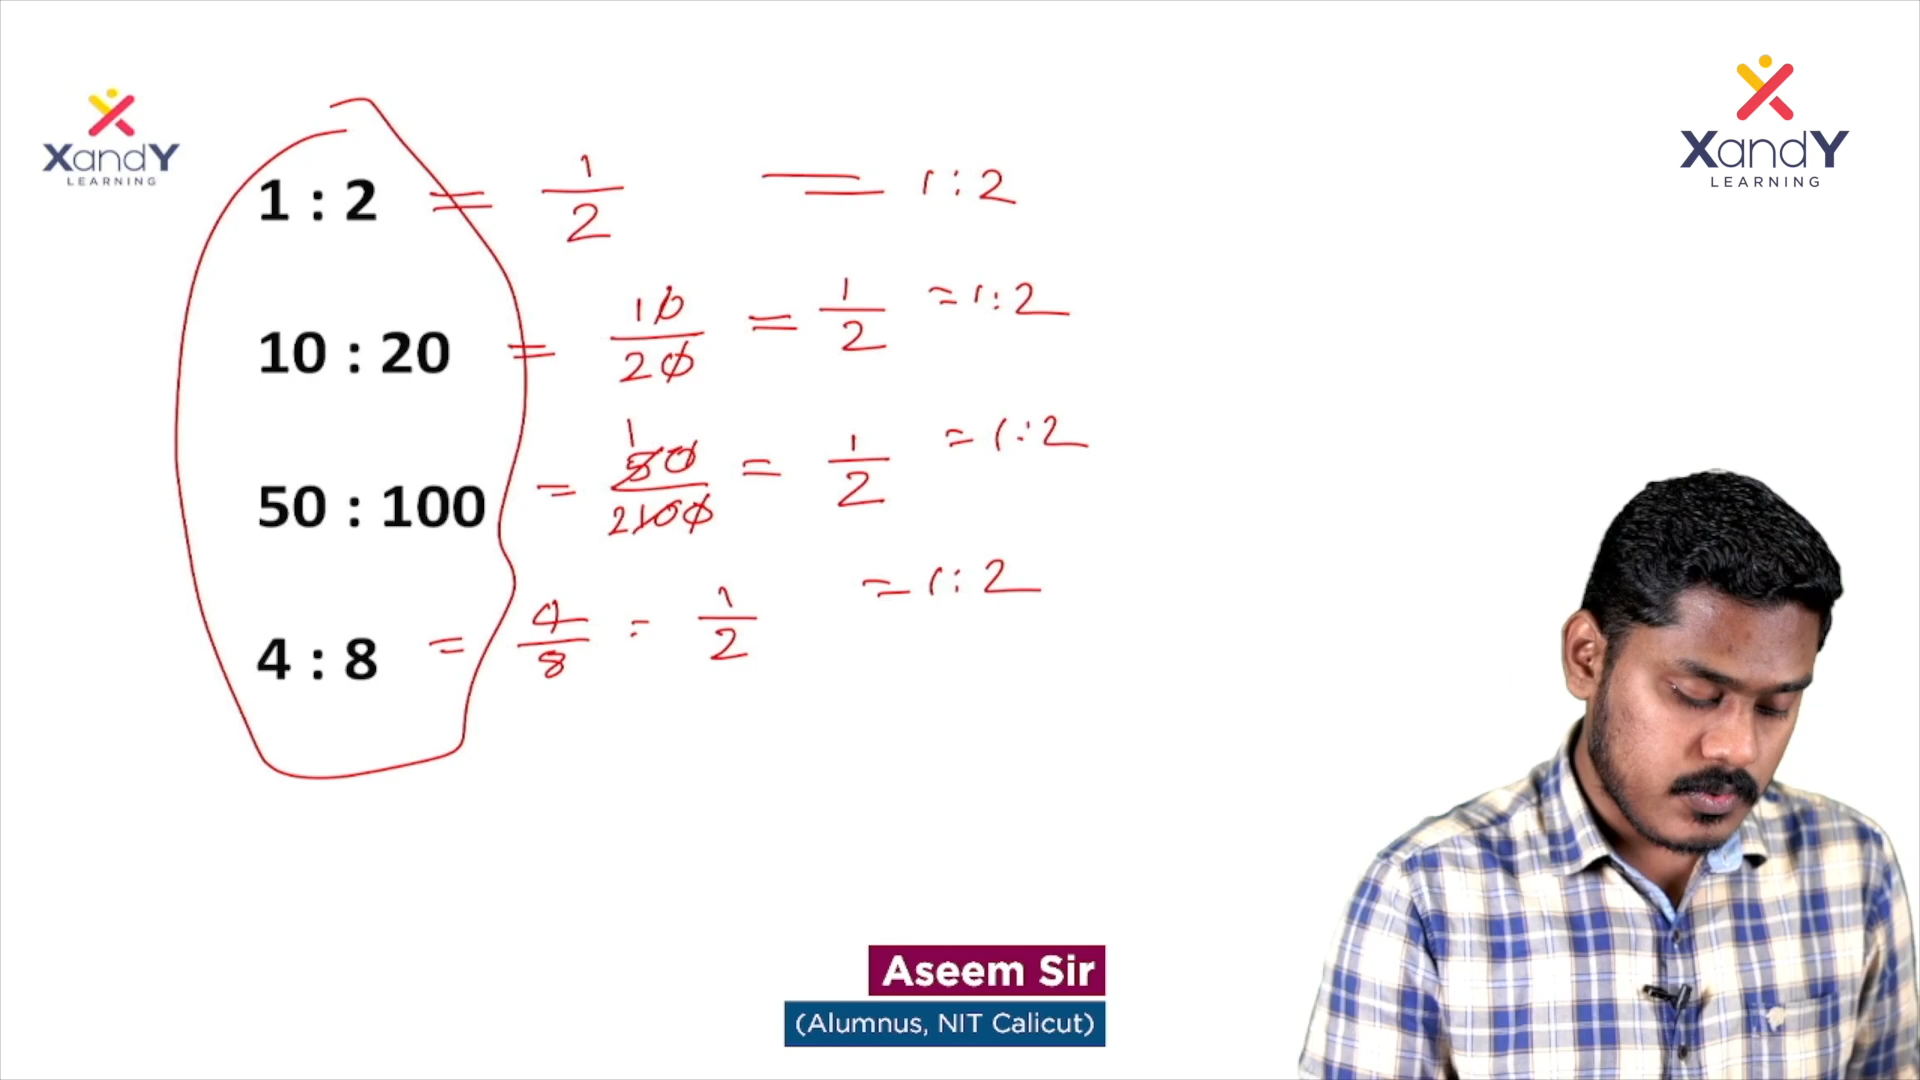 XandY
LEARNING
XandY
LEARNING
1 : 2 = 1/2 = 1:2
10 : 20 = 10/20 = 1/2 = 1:2
50 : 100 = 1 50/2 100 = 1/2 = 1:2
4 : 8 = 4/8 = 1/2 = 1:2
Aseem Sir
(Alumnus, NIT Calicut)